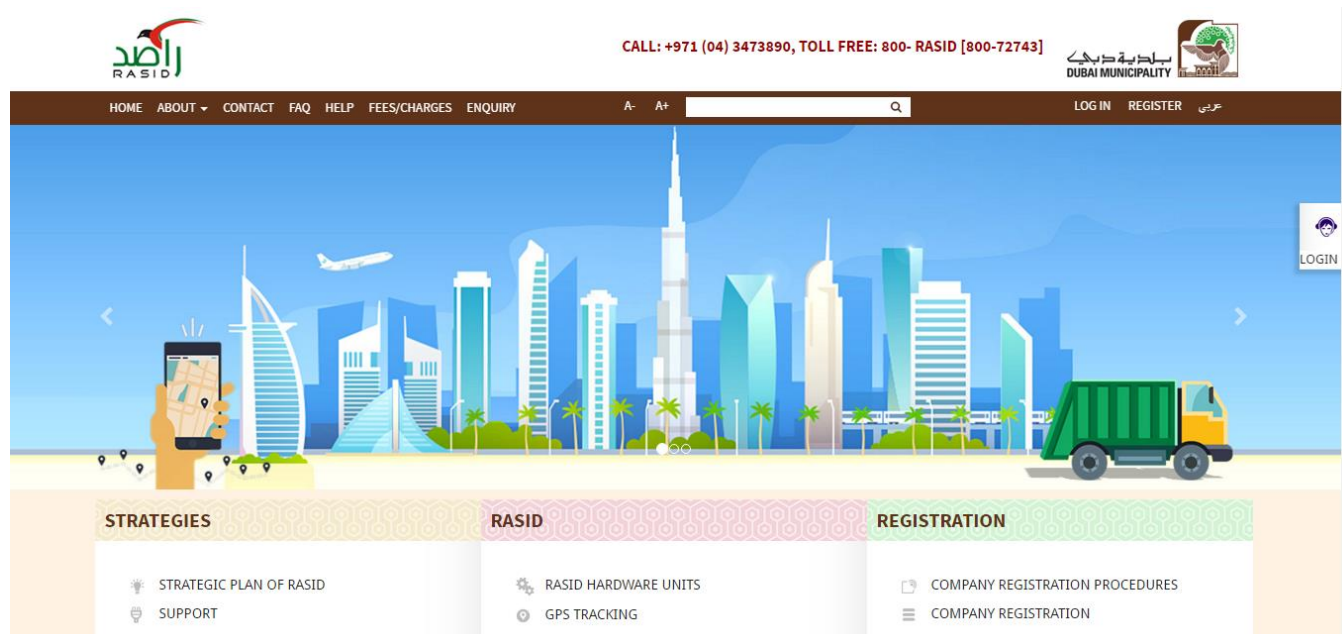 راصد
RASID
CALL: +971 (04) 3473890, TOLL FREE: 800- RASID [800-72743]
بلدية دبي
DUBAI MUNICIPALITY
HOME ABOUT CONTACT FAQ HELP FEES/CHARGES ENQUIRY A- A+ LOG IN REGISTER عربى
LOGIN
STRATEGIES
STRATEGIC PLAN OF RASID
SUPPORT
RASID
RASID HARDWARE UNITS
GPS TRACKING
REGISTRATION
COMPANY REGISTRATION PROCEDURES
COMPANY REGISTRATION